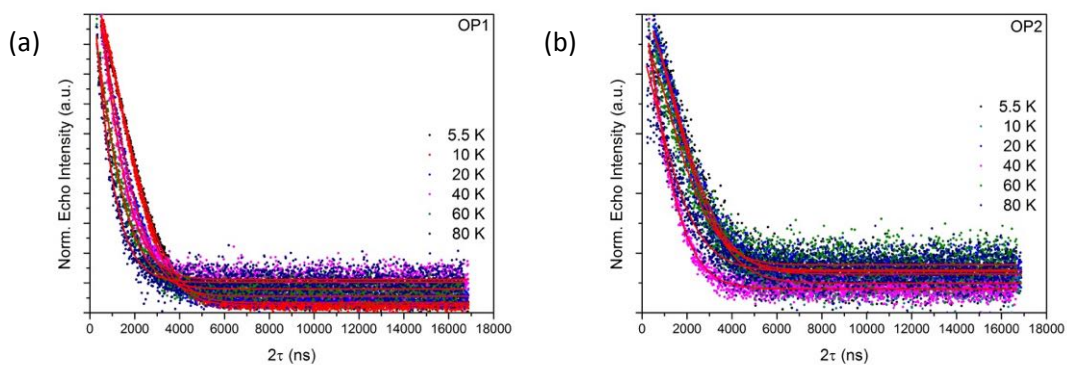 (a)
OP1
Norm. Echo Intensity (a.u.)
5.5 K
10 K
20 K
40 K
60 K
80 K
0 2000 4000 6000 8000 10000 12000 14000 16000 18000
2τ (ns)
(b)
OP2
Norm. Echo Intensity (a.u.)
5.5 K
10 K
20 K
40 K
60 K
80 K
0 2000 4000 6000 8000 10000 12000 14000 16000 18000
2τ (ns)